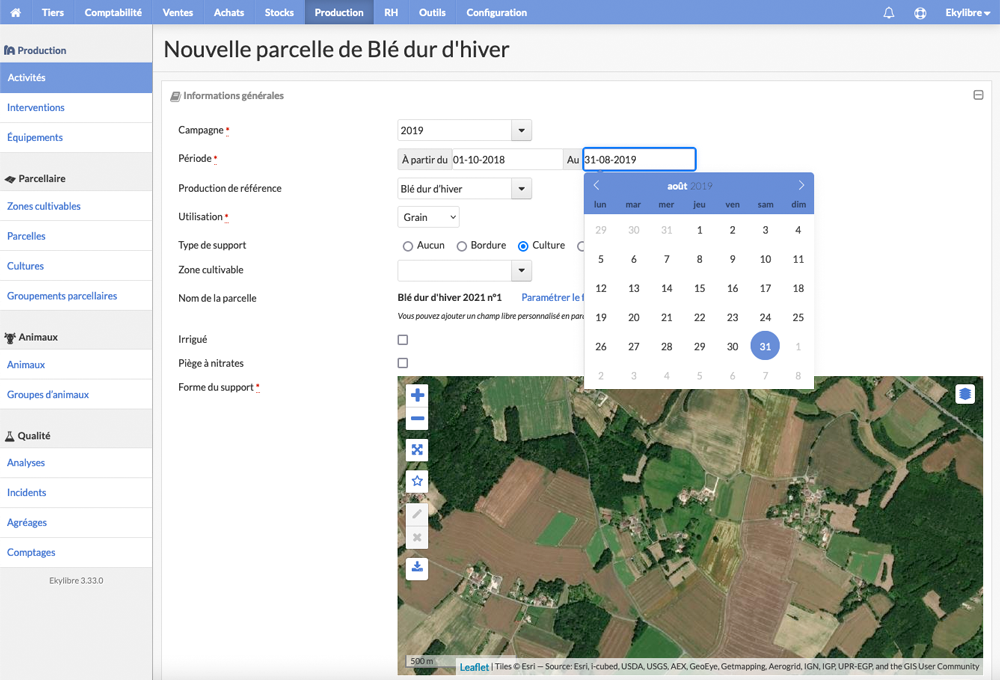 Tiers Comptabilité Ventes Achats Stocks Production RH Outils Configuration Ekylibre
Production
Activités
Interventions
Équipements
Parcellaire
Zones cultivables
Parcelles
Cultures
Groupements parcellaires
Animaux
Animaux
Groupes d'animaux
Qualité
Analyses
Incidents
Agréages
Comptages
Ekylibre 3.33.0
Nouvelle parcelle de Blé dur d'hiver
Informations générales
Campagne * 2019
Période * À partir du 01-10-2018 Au 31-08-2019
Production de référence Blé dur d'hiver
Utilisation * Grain
Type de support Aucun Bordure Culture
Zone cultivable
Nom de la parcelle Blé dur d'hiver 2021 n°1 Paramétrer le
Vous pouvez ajouter un champ libre personnalisé en
Irrigué
Piège à nitrates
Forme du support *
août 2019
lun mar mer jeu ven sam dim
29 30 31 1 2 3 4
5 6 7 8 9 10 11
12 13 14 15 16 17 18
19 20 21 22 23 24 25
26 27 28 29 30 31 1
2 3 4 5 6 7 8
500 m
Leaflet | Tiles © Esri — Source: Esri, i-cubed, USDA, USGS, AEX, GeoEye, Getmapping, Aerogrid, IGN, IGP, UPR-EGP, and the GIS User Community